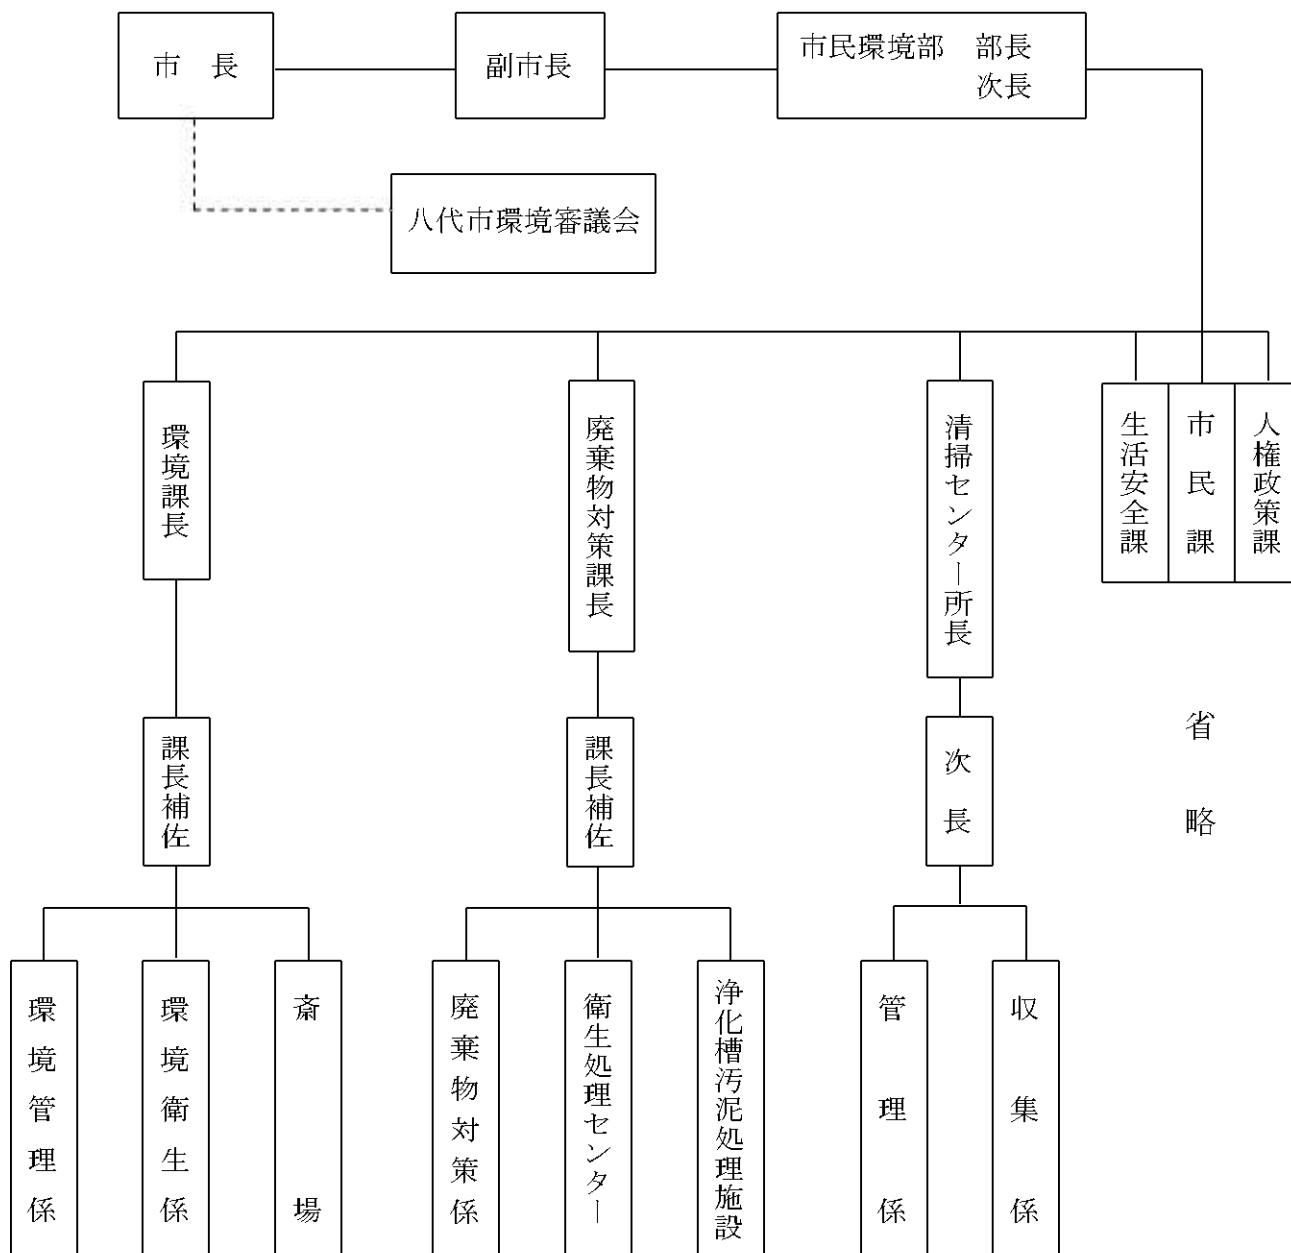 市　長
副市長
市民環境部　部長
次長
八代市環境審議会
環境課長
廃棄物対策課長
清掃センター所長
生活安全課
市民課
人権政策課
課長補佐
課長補佐
次長
省略
環境管理係
環境衛生係
斎場
廃棄物対策係
衛生処理センター
浄化槽汚泥処理施設
管理係
収集係